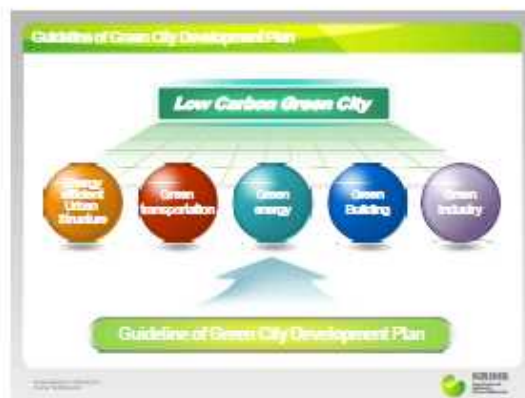 Guideline of Green City Development Plan
Low Carbon Green City
Energy
efficient
Urban
Structure
Green
transportation
Green
energy
Green
Building
Green
Industry
Guideline of Green City Development Plan
KRIHS